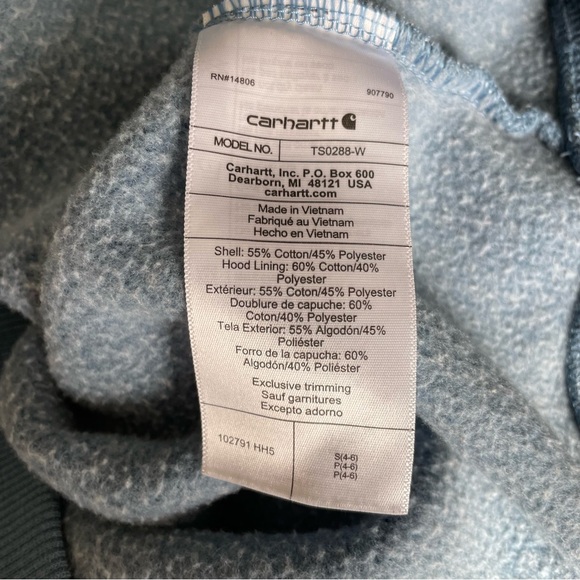 RN#14806
907790
carhartt
MODEL NO. TS0288-W
Carhartt, Inc. P.O. Box 600
Dearborn, MI 48121 USA
carhartt.com
Made in Vietnam
Fabriqué au Vietnam
Hecho en Vietnam
Shell: 55% Cotton/45% Polyester
Hood Lining: 60% Cotton/40%
Polyester
Extérieur: 55% Coton/45% Polyester
Doublure de capuche: 60%
Coton/40% Polyester
Tela Exterior: 55% Algodón/45%
Poliéster
Forro de la capucha: 60%
Algodón/40% Poliéster
Exclusive trimming
Sauf garnitures
Excepto adorno
102791 HH5
S(4-6)
P(4-6)
P(4-6)